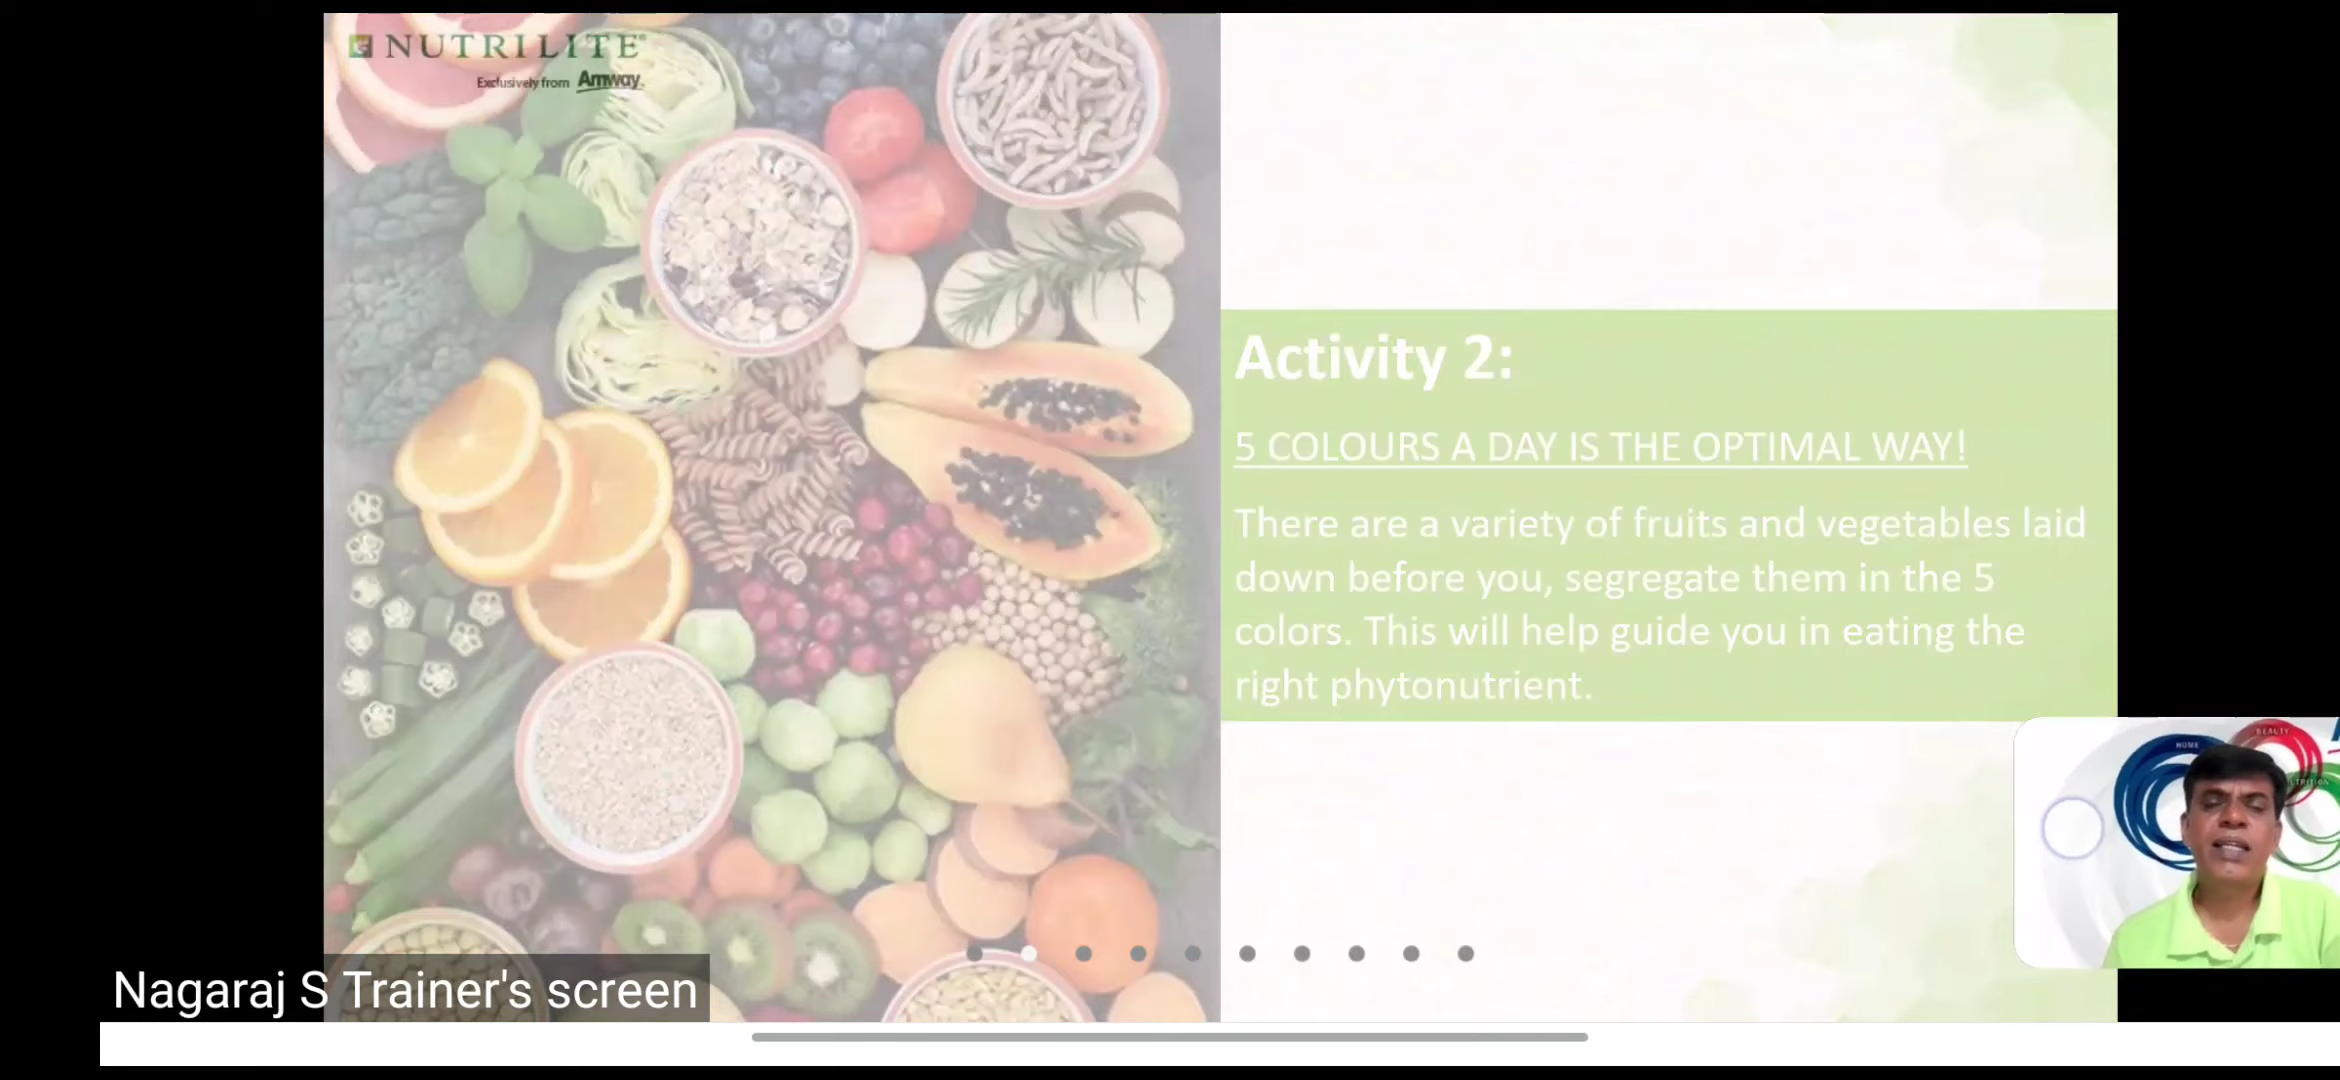 NUTRILITE®
Exclusively from Amway
Activity 2:
5 COLOURS A DAY IS THE OPTIMAL WAY!
There are a variety of fruits and vegetables laid
down before you, segregate them in the 5
colors. This will help guide you in eating the
right phytonutrient.
BEAUTY
HOME
Nagaraj S Trainer's screen